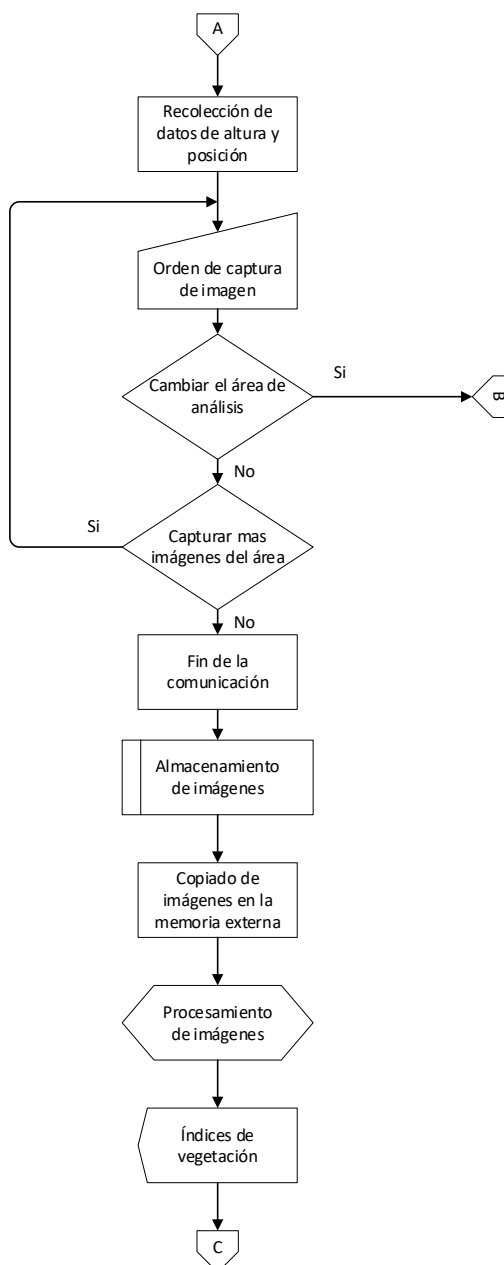 A
Recolección de
datos de altura y
posición
Orden de captura
de imagen
Cambiar el área de
análisis
Si
B
No
Capturar mas
imágenes del área
Si
No
Fin de la
comunicación
Almacenamiento
de imágenes
Copiado de
imágenes en la
memoria externa
Procesamiento
de imágenes
Índices de
vegetación
C